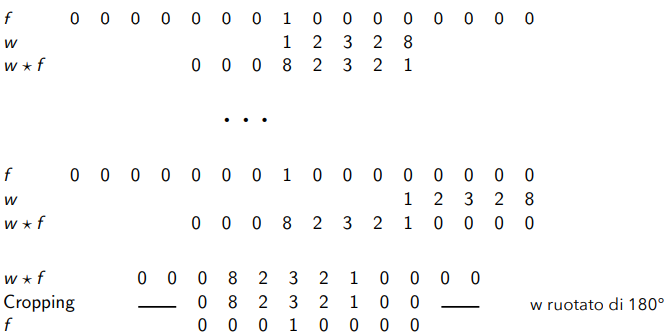 f 0 0 0 0 0 0 0 1 0 0 0 0 0 0 0 0
w 1 2 3 2 8
w ⋆ f 0 0 0 8 2 3 2 1
· · ·
f 0 0 0 0 0 0 0 1 0 0 0 0 0 0 0 0
w 1 2 3 2 8
w ⋆ f 0 0 0 8 2 3 2 1 0 0 0 0
w ⋆ f 0 0 0 8 2 3 2 1 0 0 0 0
Cropping — 0 8 2 3 2 1 0 0 — w ruotato di 180°
f 0 0 0 1 0 0 0 0